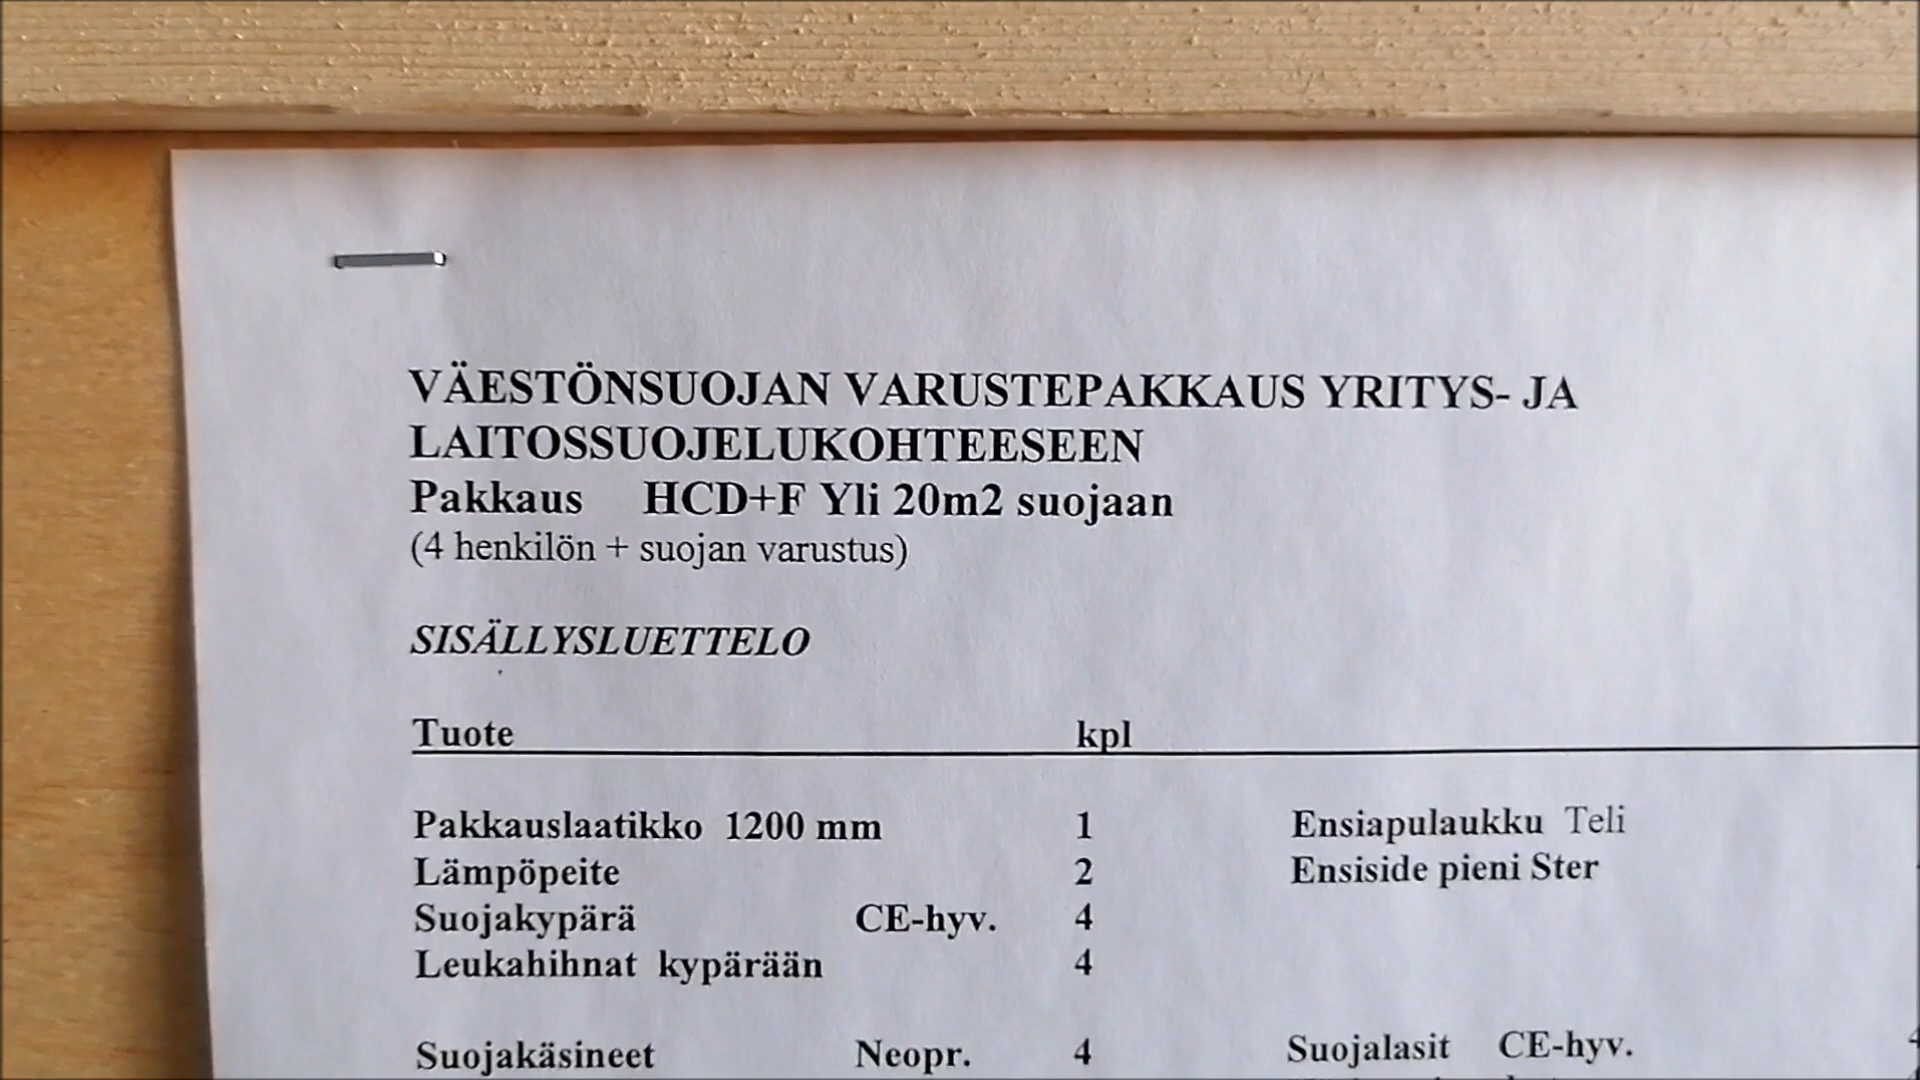 VÄESTÖNSUOJAN VARUSTEPAKKAUS YRITYS- JA
LAITOSSUOJELUKOHTEESEEN
Pakkaus HCD+F Yli 20m2 suojaan
(4 henkilön + suojan varustus)
SISÄLLYSLUETTELO
Tuote kpl
Pakkauslaatikko 1200 mm 1 Ensiapulaukku Teli
Lämpöpeite 2 Ensiside pieni Ster
Suojakypärä CE-hyv. 4
Leukahihnat kypärään 4
Suojakäsineet Neopr. 4 Suojalasit CE-hyv.